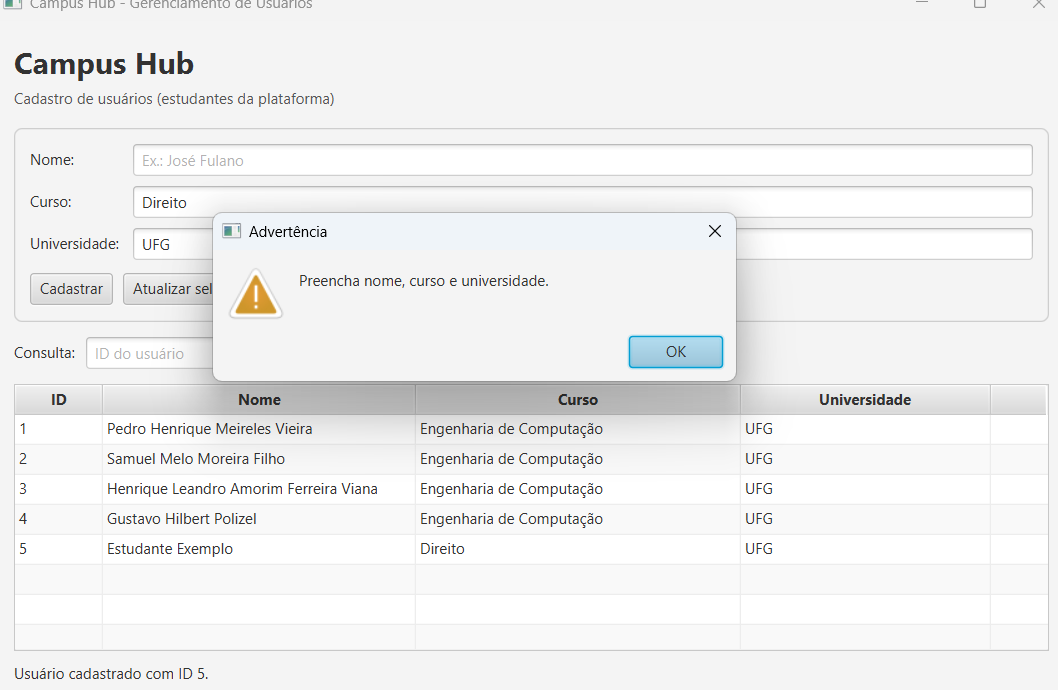 Campus Hub - Gerenciamento de Usuários
Campus Hub
Cadastro de usuários (estudantes da plataforma)
Nome: Ex.: José Fulano
Curso: Direito
Universidade: UFG
Cadastrar Atualizar sel
Advertência
Preencha nome, curso e universidade.
OK
Consulta: ID do usuário
ID Nome Curso Universidade
1 Pedro Henrique Meireles Vieira Engenharia de Computação UFG
2 Samuel Melo Moreira Filho Engenharia de Computação UFG
3 Henrique Leandro Amorim Ferreira Viana Engenharia de Computação UFG
4 Gustavo Hilbert Polizel Engenharia de Computação UFG
5 Estudante Exemplo Direito UFG
Usuário cadastrado com ID 5.